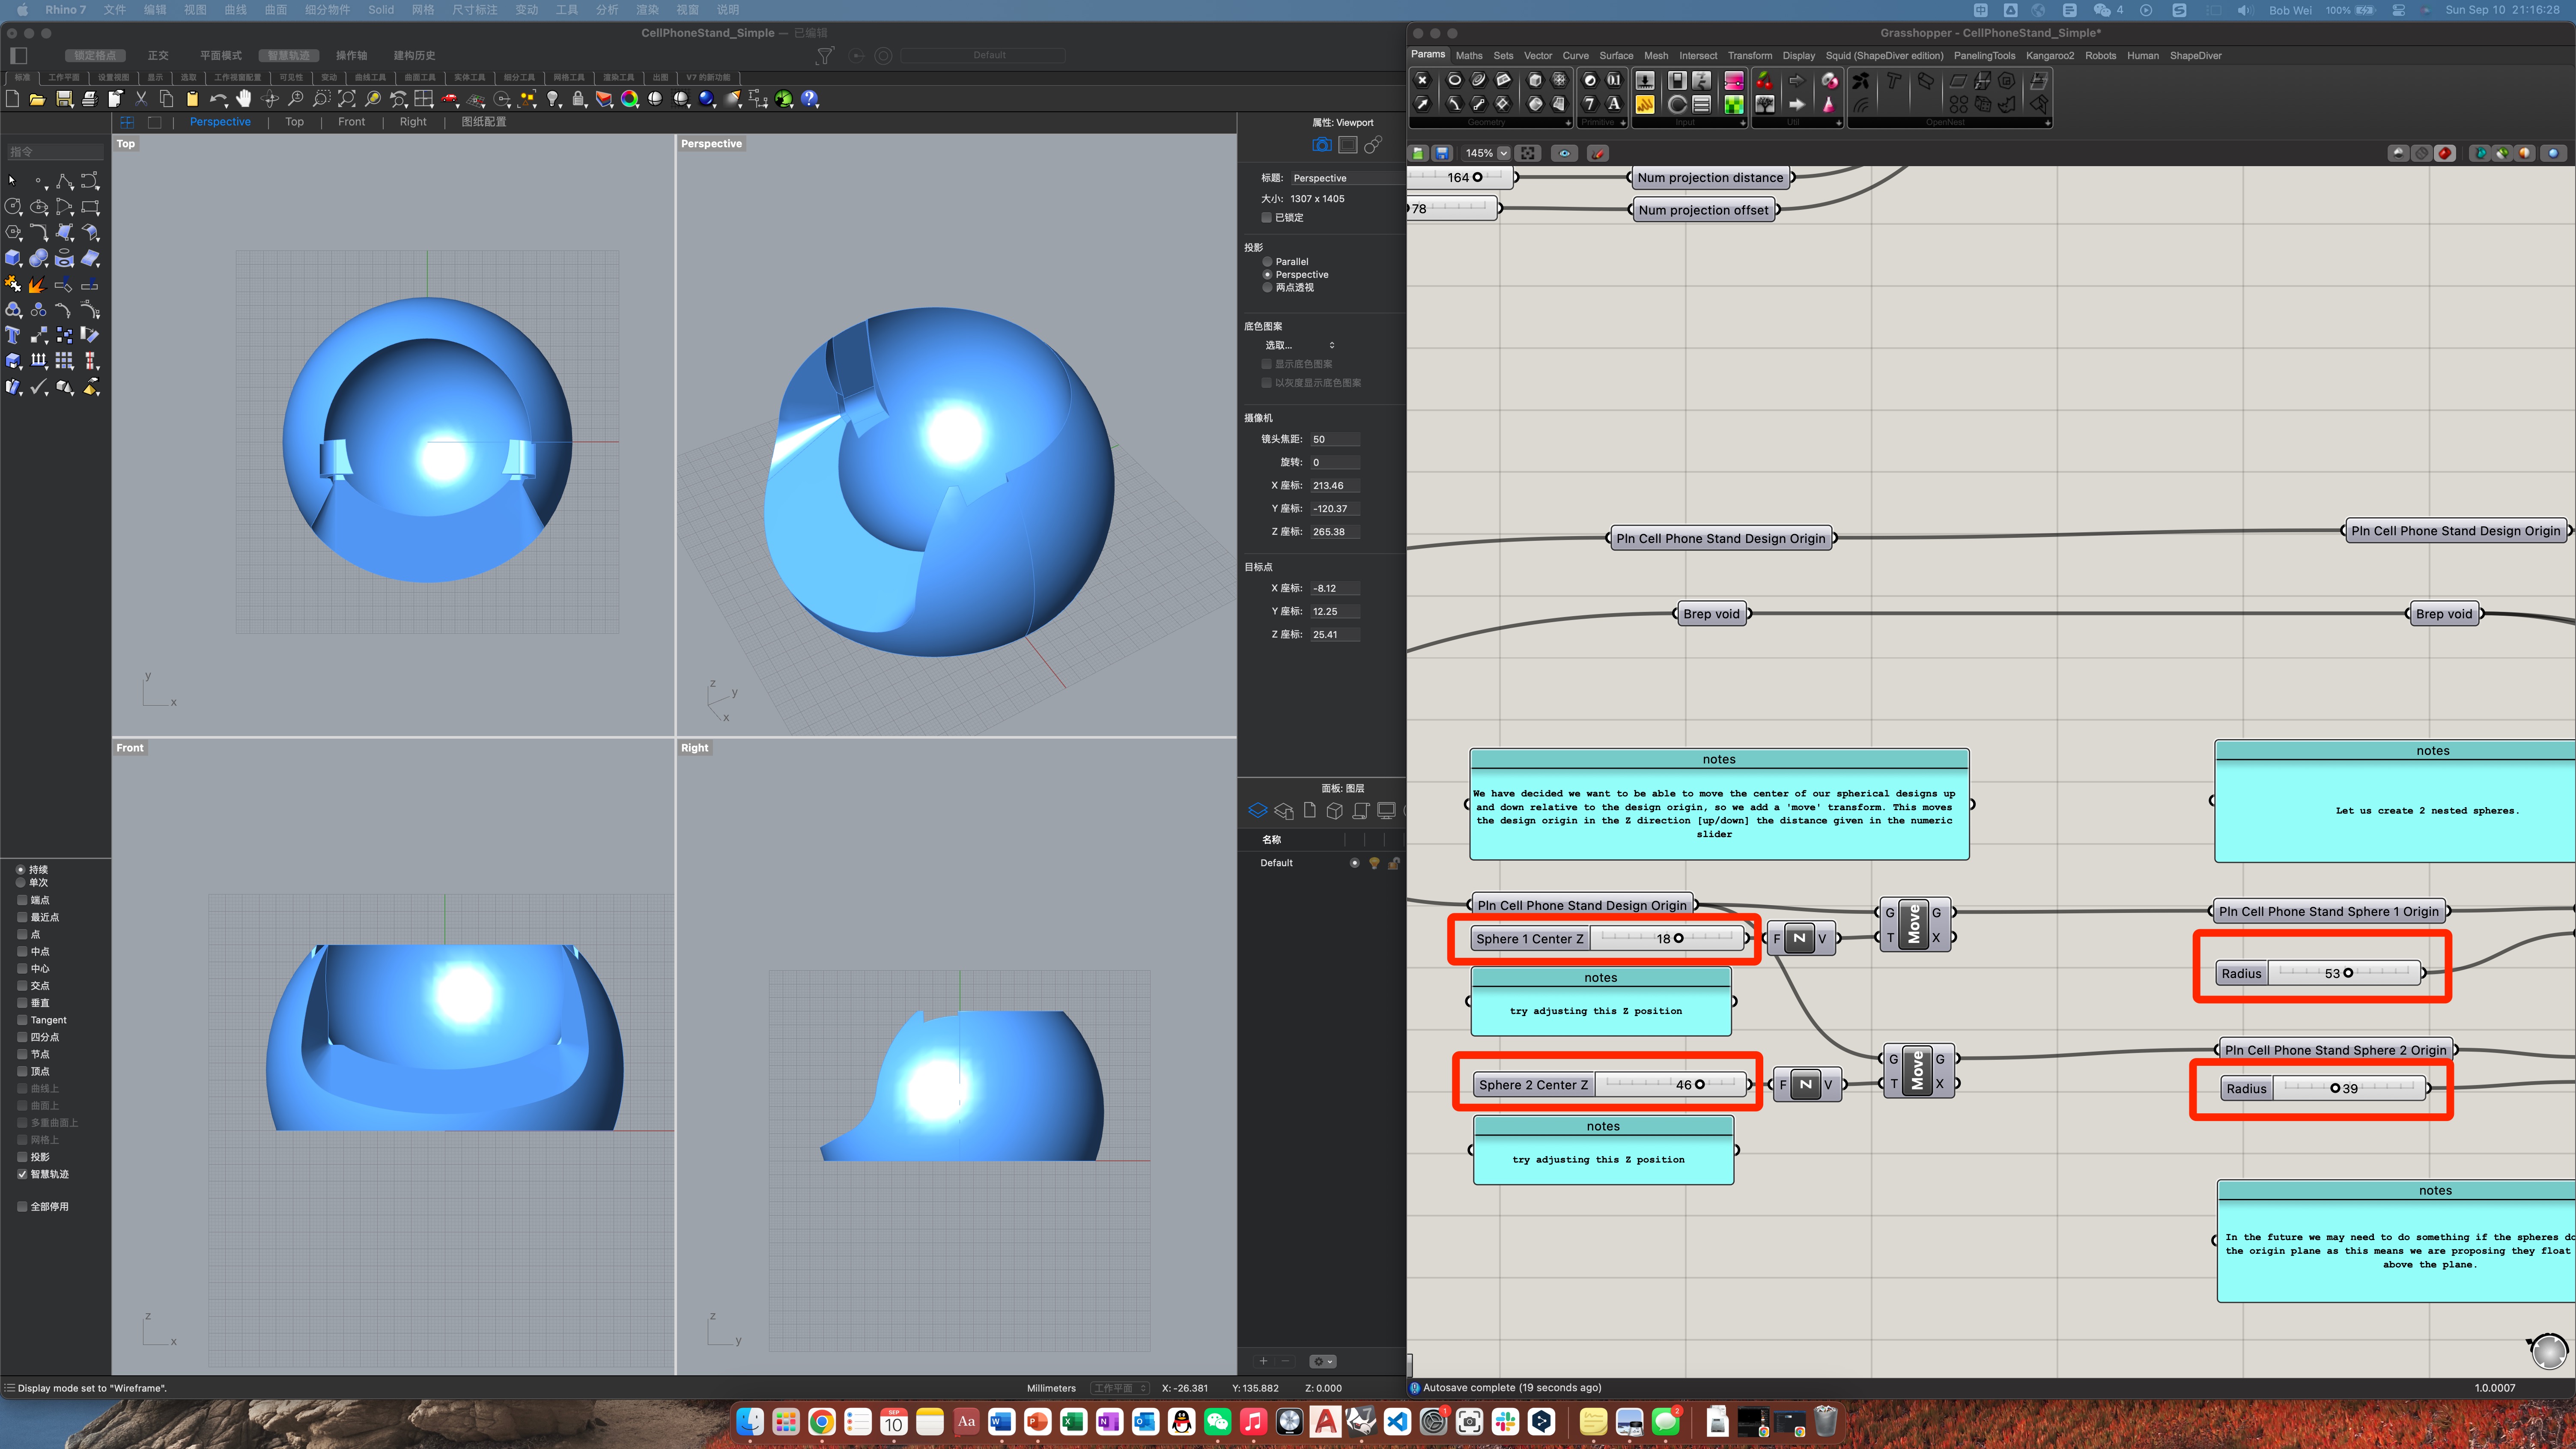 Rhino 7 文件 编辑 视图 曲线 曲面 细分物件 Solid 网格 尺寸标注 变动 工具 分析 渲染 视窗 说明
4 Bob Wei 100% Sun Sep 10 21:16:28
CellPhoneStand_Simple — 已编辑
锁定格点 正交 平面模式 智慧轨迹 操作轴 建构历史 Default
标准 工作平面 设置视图 显示 选取 工作视窗配置 可见性 变动 曲线工具 曲面工具 实体工具 细分工具 网格工具 渲染工具 出图 V7 的新功能
Perspective Top Front Right 图纸配置
指令
Top
Perspective
Front
Right
y
x
z
y
x
z
x
z
y
持续
单次
端点
最近点
点
中点
中心
交点
垂直
Tangent
四分点
节点
顶点
曲线上
曲面上
多重曲面上
网格上
投影
智慧轨迹
全部停用
属性: Viewport
标题: Perspective
大小: 1307 x 1405
已锁定
投影
Parallel
Perspective
两点透视
底色图案
选取...
显示底色图案
以灰度显示底色图案
摄像机
镜头焦距: 50
旋转: 0
X 座标: 213.46
Y 座标: -120.37
Z 座标: 265.38
目标点
X 座标: -8.12
Y 座标: 12.25
Z 座标: 25.41
面板: 图层
名称
Default
Display mode set to "Wireframe".
Millimeters 工作平面 X: -26.381 Y: 135.882 Z: 0.000
Grasshopper - CellPhoneStand_Simple*
Params Maths Sets Vector Curve Surface Mesh Intersect Transform Display Squid (ShapeDiver edition) PanelingTools Kangaroo2 Robots Human ShapeDiver
Geometry Primitive Input Util OpenNest
145%
164
Num projection distance
78
Num projection offset
Pln Cell Phone Stand Design Origin
Pln Cell Phone Stand Design Origin
Brep void
Brep void
notes
We have decided we want to be able to move the center of our spherical designs up
and down relative to the design origin, so we add a 'move' transform. This moves
the design origin in the Z direction [up/down] the distance given in the numeric
slider
notes
Let us create 2 nested spheres.
Pln Cell Phone Stand Design Origin
Sphere 1 Center Z 18
F Z V
G Move G
T X
Pln Cell Phone Stand Sphere 1 Origin
Radius 53
notes
try adjusting this Z position
Sphere 2 Center Z 46
F Z V
G Move G
T X
Pln Cell Phone Stand Sphere 2 Origin
Radius 39
notes
try adjusting this Z position
notes
In the future we may need to do something if the spheres do
the origin plane as this means we are proposing they float
above the plane.
Autosave complete (19 seconds ago)
1.0.0007
SEP
10
Aa
1
2